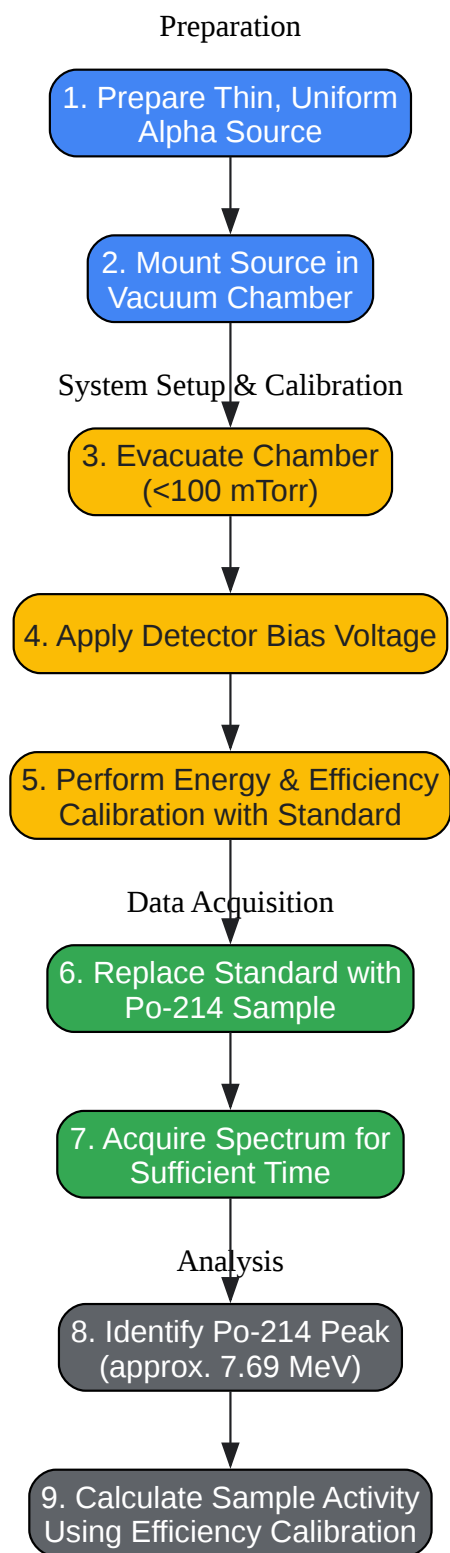 Preparation
1. Prepare Thin, Uniform
Alpha Source
2. Mount Source in
Vacuum Chamber
System Setup & Calibration
3. Evacuate Chamber
(<100 mTorr)
4. Apply Detector Bias Voltage
5. Perform Energy & Efficiency
Calibration with Standard
Data Acquisition
6. Replace Standard with
Po-214 Sample
7. Acquire Spectrum for
Sufficient Time
Analysis
8. Identify Po-214 Peak
(approx. 7.69 MeV)
9. Calculate Sample Activity
Using Efficiency Calibration